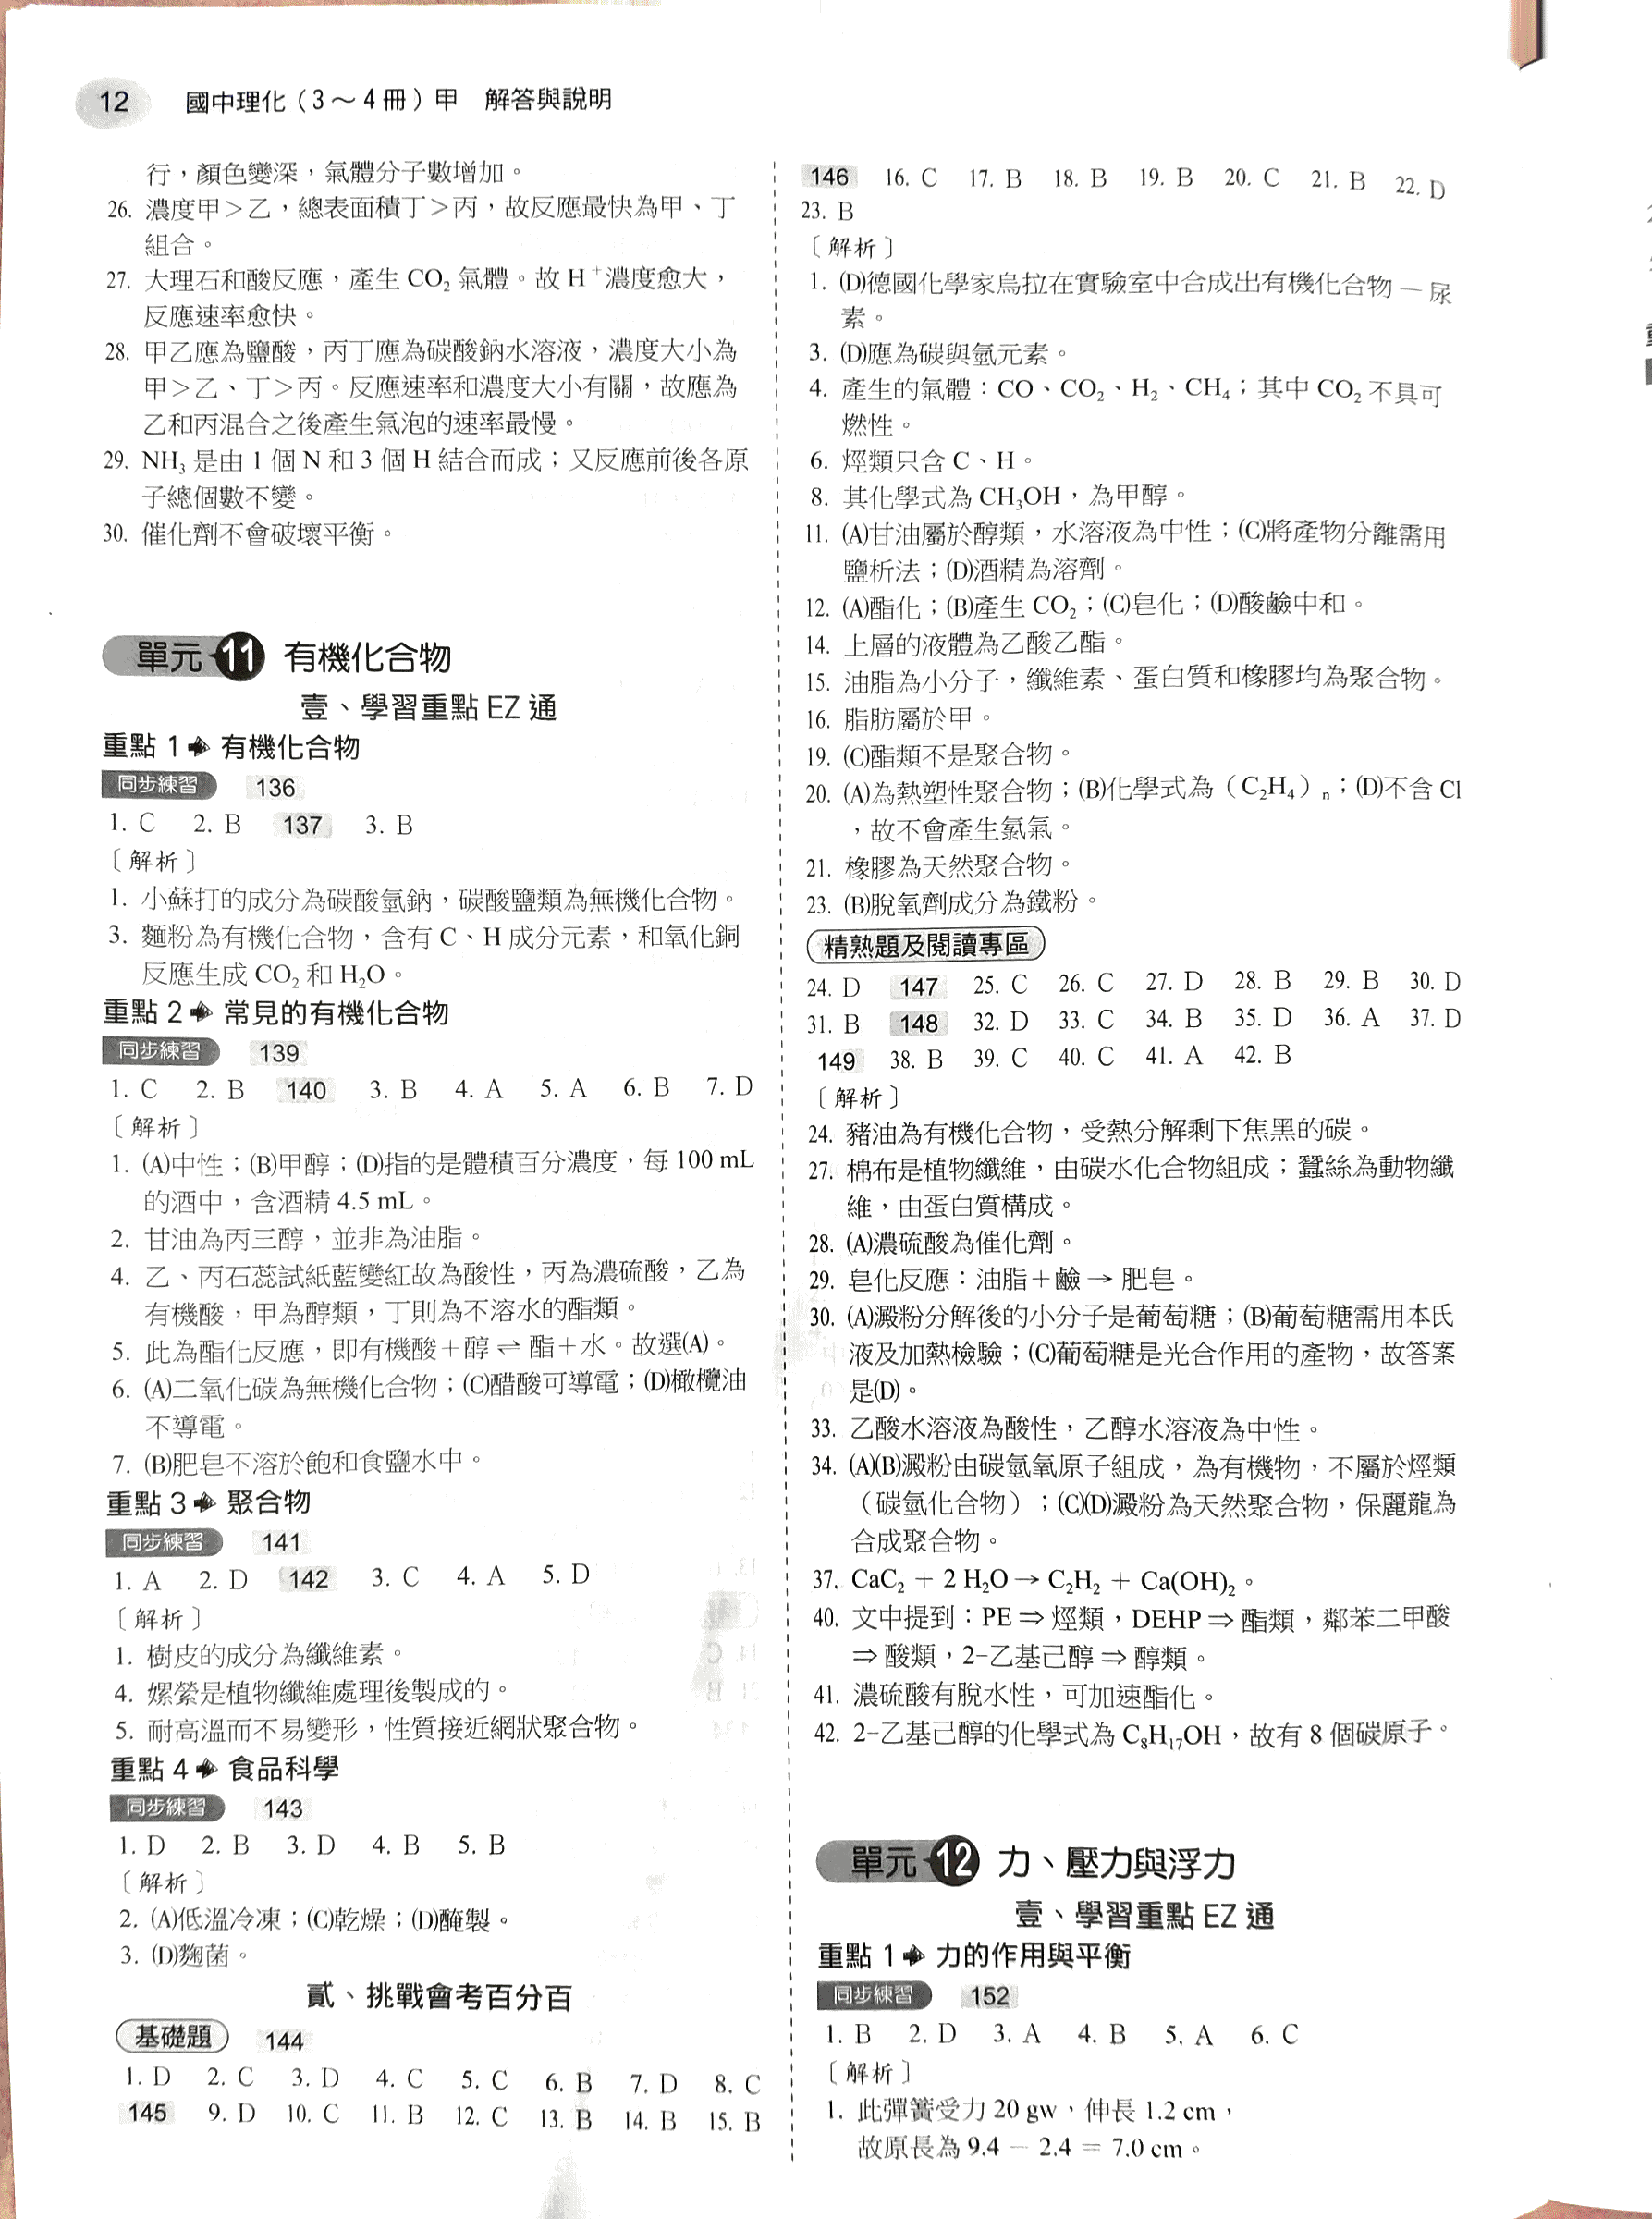 12 國中理化（3～4冊）甲 解答與說明
行，顏色變深，氣體分子數增加。
26. 濃度甲＞乙，總表面積丁＞丙，故反應最快為甲、丁
組合。
27. 大理石和酸反應，產生 CO₂ 氣體。故 H⁺ 濃度愈大，
反應速率愈快。
28. 甲乙應為鹽酸，丙丁應為碳酸鈉水溶液，濃度大小為
甲＞乙、丁＞丙。反應速率和濃度大小有關，故應為
乙和丙混合之後產生氣泡的速率最慢。
29. NH₃ 是由 1 個 N 和 3 個 H 結合而成；又反應前後各原
子總個數不變。
30. 催化劑不會破壞平衡。
單元 11 有機化合物
壹、學習重點 EZ 通
重點 1 有機化合物
同步練習 136
1. C 2. B 137 3. B
〔解析〕
1. 小蘇打的成分為碳酸氫鈉，碳酸鹽類為無機化合物。
3. 麵粉為有機化合物，含有 C、H 成分元素，和氧化銅
反應生成 CO₂ 和 H₂O。
重點 2 常見的有機化合物
同步練習 139
1. C 2. B 140 3. B 4. A 5. A 6. B 7. D
〔解析〕
1. (A)中性；(B)甲醇；(D)指的是體積百分濃度，每 100 mL
的酒中，含酒精 4.5 mL。
2. 甘油為丙三醇，並非為油脂。
4. 乙、丙石蕊試紙藍變紅故為酸性，丙為濃硫酸，乙為
有機酸，甲為醇類，丁則為不溶水的酯類。
5. 此為酯化反應，即有機酸＋醇 ⇌ 酯＋水。故選(A)。
6. (A)二氧化碳為無機化合物；(C)醋酸可導電；(D)橄欖油
不導電。
7. (B)肥皂不溶於飽和食鹽水中。
重點 3 聚合物
同步練習 141
1. A 2. D 142 3. C 4. A 5. D
〔解析〕
1. 樹皮的成分為纖維素。
4. 嫘縈是植物纖維處理後製成的。
5. 耐高溫而不易變形，性質接近網狀聚合物。
重點 4 食品科學
同步練習 143
1. D 2. B 3. D 4. B 5. B
〔解析〕
2. (A)低溫冷凍；(C)乾燥；(D)醃製。
3. (D)麴菌。
貳、挑戰會考百分百
基礎題 144
1. D 2. C 3. D 4. C 5. C 6. B 7. D 8. C
145 9. D 10. C 11. B 12. C 13. B 14. B 15. B
146 16. C 17. B 18. B 19. B 20. C 21. B 22. D
23. B
〔解析〕
1. (D)德國化學家烏拉在實驗室中合成出有機化合物－尿
素。
3. (D)應為碳與氫元素。
4. 產生的氣體：CO、CO₂、H₂、CH₄；其中 CO₂ 不具可
燃性。
6. 烴類只含 C、H。
8. 其化學式為 CH₃OH，為甲醇。
11. (A)甘油屬於醇類，水溶液為中性；(C)將產物分離需用
鹽析法；(D)酒精為溶劑。
12. (A)酯化；(B)產生 CO₂；(C)皂化；(D)酸鹼中和。
14. 上層的液體為乙酸乙酯。
15. 油脂為小分子，纖維素、蛋白質和橡膠均為聚合物。
16. 脂肪屬於甲。
19. (C)酯類不是聚合物。
20. (A)為熱塑性聚合物；(B)化學式為（C₂H₄）ₙ；(D)不含 Cl
，故不會產生氯氣。
21. 橡膠為天然聚合物。
23. (B)脫氧劑成分為鐵粉。
精熟題及閱讀專區
24. D 147 25. C 26. C 27. D 28. B 29. B 30. D
31. B 148 32. D 33. C 34. B 35. D 36. A 37. D
149 38. B 39. C 40. C 41. A 42. B
〔解析〕
24. 豬油為有機化合物，受熱分解剩下焦黑的碳。
27. 棉布是植物纖維，由碳水化合物組成；蠶絲為動物纖
維，由蛋白質構成。
28. (A)濃硫酸為催化劑。
29. 皂化反應：油脂＋鹼 → 肥皂。
30. (A)澱粉分解後的小分子是葡萄糖；(B)葡萄糖需用本氏
液及加熱檢驗；(C)葡萄糖是光合作用的產物，故答案
是(D)。
33. 乙酸水溶液為酸性，乙醇水溶液為中性。
34. (A)(B)澱粉由碳氫氧原子組成，為有機物，不屬於烴類
（碳氫化合物）；(C)(D)澱粉為天然聚合物，保麗龍為
合成聚合物。
37. CaC₂ + 2 H₂O → C₂H₂ + Ca(OH)₂。
40. 文中提到：PE ⇒ 烴類，DEHP ⇒ 酯類，鄰苯二甲酸
⇒ 酸類，2-乙基己醇 ⇒ 醇類。
41. 濃硫酸有脫水性，可加速酯化。
42. 2-乙基己醇的化學式為 C₈H₁₇OH，故有 8 個碳原子。
單元 12 力、壓力與浮力
壹、學習重點 EZ 通
重點 1 力的作用與平衡
同步練習 152
1. B 2. D 3. A 4. B 5. A 6. C
〔解析〕
1. 此彈簧受力 20 gw，伸長 1.2 cm，
故原長為 9.4 － 2.4 ＝ 7.0 cm。